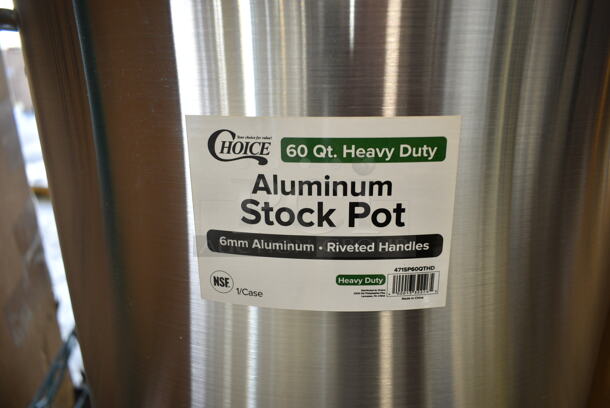 Your choice for value!
CHOICE
60 Qt. Heavy Duty
Aluminum
Stock Pot
6mm Aluminum • Riveted Handles
NSF
1/Case
Heavy Duty
471SP60QTHD
Made in China